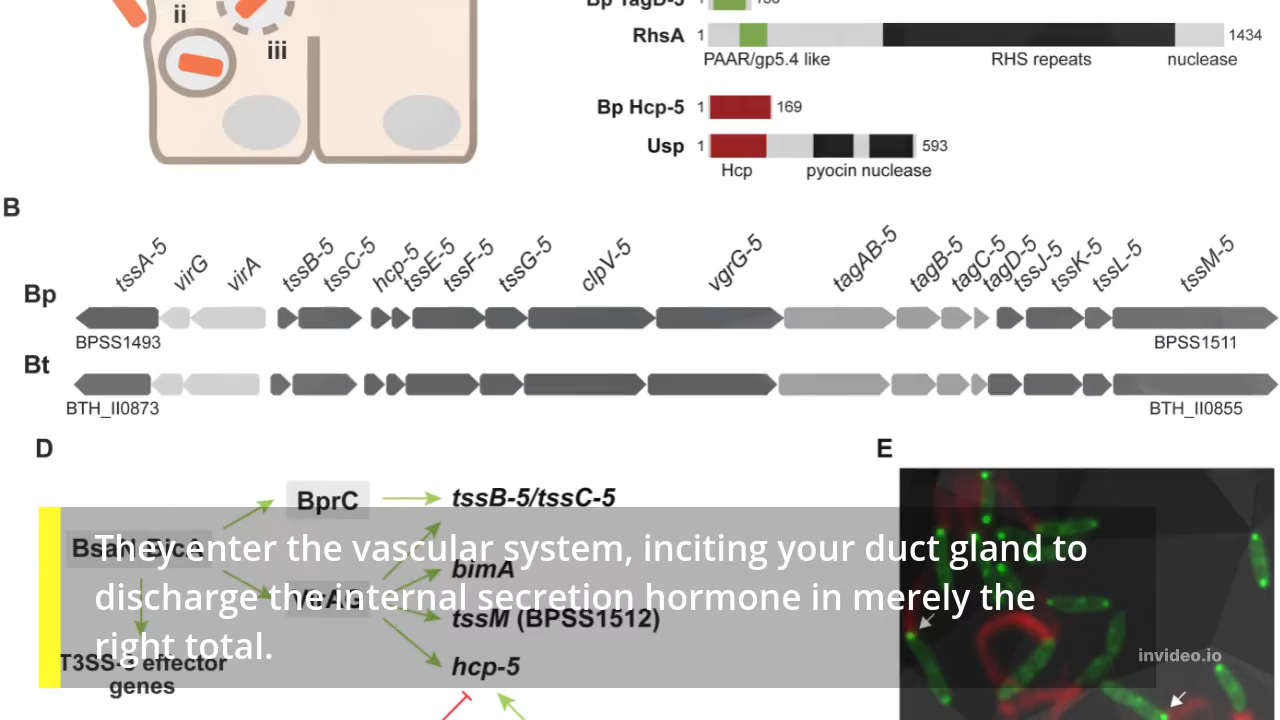 ii
iii
Bp TagD-5 1
RhsA 1 1434
PAAR/gp5.4 like RHS repeats nuclease
Bp Hcp-5 1 169
Usp 1 593
Hcp pyocin nuclease
B
tssA-5 virG virA tssB-5 tssC-5 hcp-5 tssE-5 tssF-5 tssG-5 clpV-5 vgrG-5 tagAB-5 tagB-5 tagC-5 tagD-5 tssJ-5 tssK-5 tssL-5 tssM-5
Bp
BPSS1493 BPSS1511
Bt
BTH_II0873 BTH_II0855
D
E
BprC tssB-5/tssC-5
They enter the vascular system, inciting your duct gland to
bimA
discharge the internal secretion hormone in merely the
VirAG
tssM (BPSS1512)
right total.
effector
genes
hcp-5
invideo.io